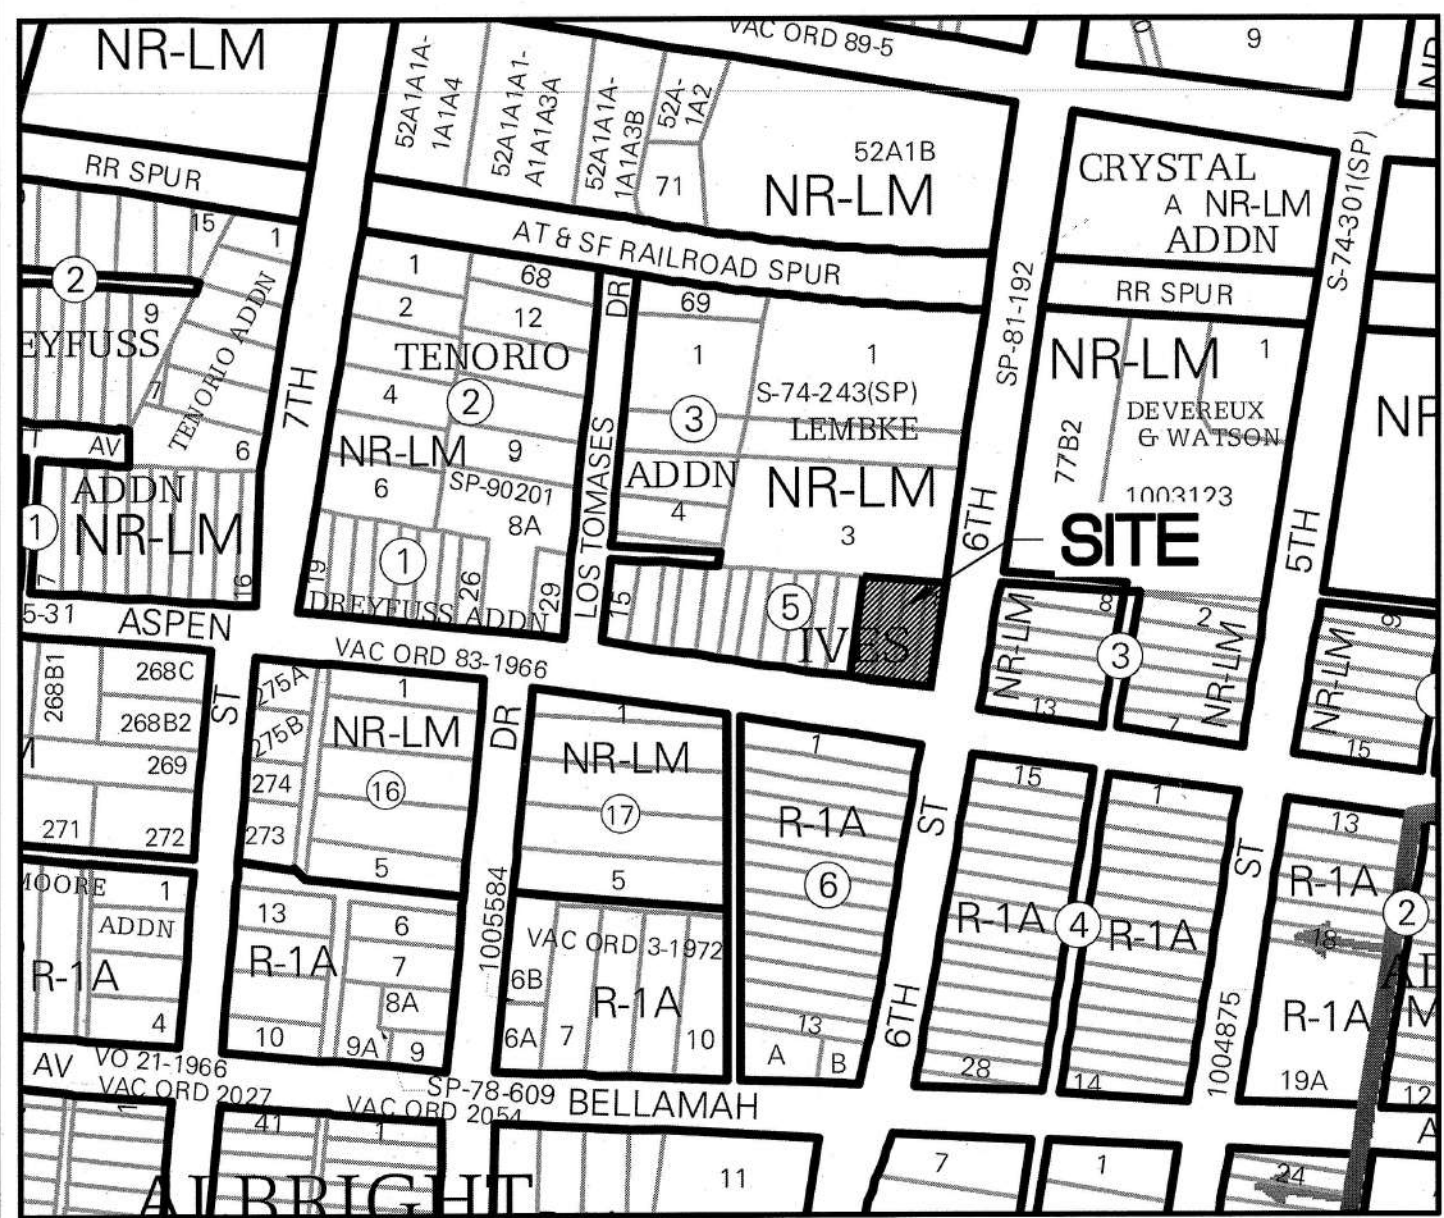 VAC ORD 89-5
NR-LM
9
52A1A1A-
1A1A4
52A1A1A1-
A1A1A3A
52A1A1A-
1A1A3B
52A-
1A2
71
52A1B
NR-LM
CRYSTAL
A NR-LM
ADDN
S-74-301(SP)
RR SPUR
AT & SF RAILROAD SPUR
RR SPUR
SP-81-192
15
1
2
9
TENORIO ADDN
7
6
AV
ADDN
1
NR-LM
7
16
7TH
1
68
2
12
TENORIO
4
2
NR-LM
9
6
SP-90201
8A
19
1
26
29
DREYFUSS ADDN
DR
LOS TOMASES
69
1
1
S-74-243(SP)
3
LEMBKE
ADDN
NR-LM
4
3
15
5
IVES
6TH
SITE
NR-LM
1
DEVEREUX
& WATSON
77B2
1003123
5TH
NR-LM
8
13
3
2
NR-LM
7
9
NR-LM
15
5-31
ASPEN
VAC ORD 83-1966
268B1
268C
268B2
269
271
272
ST
275A
275B
274
273
1
NR-LM
16
5
DR
1
NR-LM
17
5
1
R-1A
6
13
A
B
ST
6TH
15
R-1A
28
4
1
R-1A
14
ST
1004875
13
R-1A
18
R-1A
19A
2
12
MOORE
1
ADDN
R-1A
4
13
R-1A
10
6
7
8A
9A
9
1005584
VAC ORD 3-1972
6B
6A
7
R-1A
10
AV
VO 21-1966
VAC ORD 2027
SP-78-609
VAC ORD 2054
BELLAMAH
41
1
ALBRIGHT
11
7
1
24